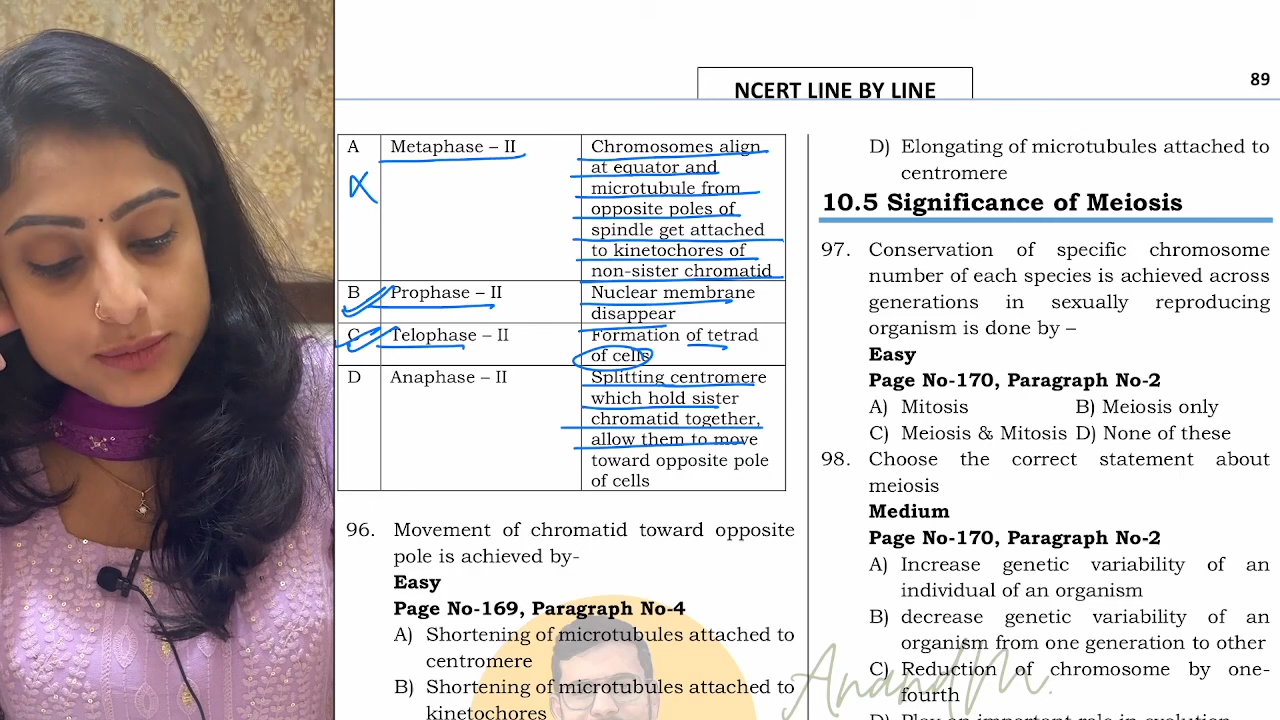 NCERT LINE BY LINE
89
A
Metaphase – II
Chromosomes align
at equator and
microtubule from
opposite poles of
spindle get attached
to kinetochores of
non-sister chromatid
B
Prophase – II
Nuclear membrane
disappear
C
Telophase – II
Formation of tetrad
of cells
D
Anaphase – II
Splitting centromere
which hold sister
chromatid together,
allow them to move
toward opposite pole
of cells
96. Movement of chromatid toward opposite
pole is achieved by-
Easy
Page No-169, Paragraph No-4
A) Shortening of microtubules attached to
centromere
B) Shortening of microtubules attached to
kinetochores
D) Elongating of microtubules attached to
centromere
10.5 Significance of Meiosis
97. Conservation of specific chromosome
number of each species is achieved across
generations in sexually reproducing
organism is done by –
Easy
Page No-170, Paragraph No-2
A) Mitosis B) Meiosis only
C) Meiosis & Mitosis D) None of these
98. Choose the correct statement about
meiosis
Medium
Page No-170, Paragraph No-2
A) Increase genetic variability of an
individual of an organism
B) decrease genetic variability of an
organism from one generation to other
C) Reduction of chromosome by one-
fourth
D) Play an important role in evolution
Anand M.